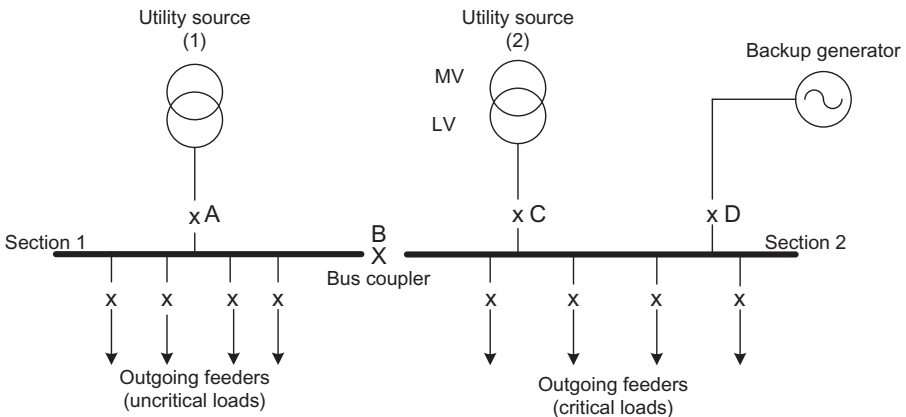 Utility source
(1)
Utility source
(2)
Backup generator
MV
LV
x A
x C
x D
Section 1
B
X
Section 2
Bus coupler
x x x x
x x x x
Outgoing feeders
(uncritical loads)
Outgoing feeders
(critical loads)